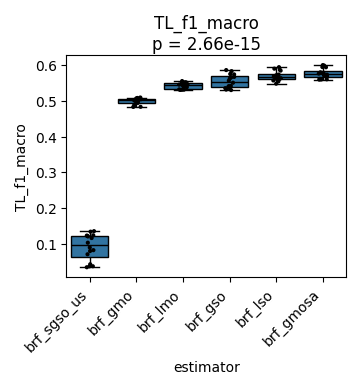 TL_f1_macro
p = 2.66e-15
TL_f1_macro
0.6
0.5
0.4
0.3
0.2
0.1
brf_sgso_us
brf_gmo
brf_lmo
brf_gso
brf_lso
brf_gmosa
estimator